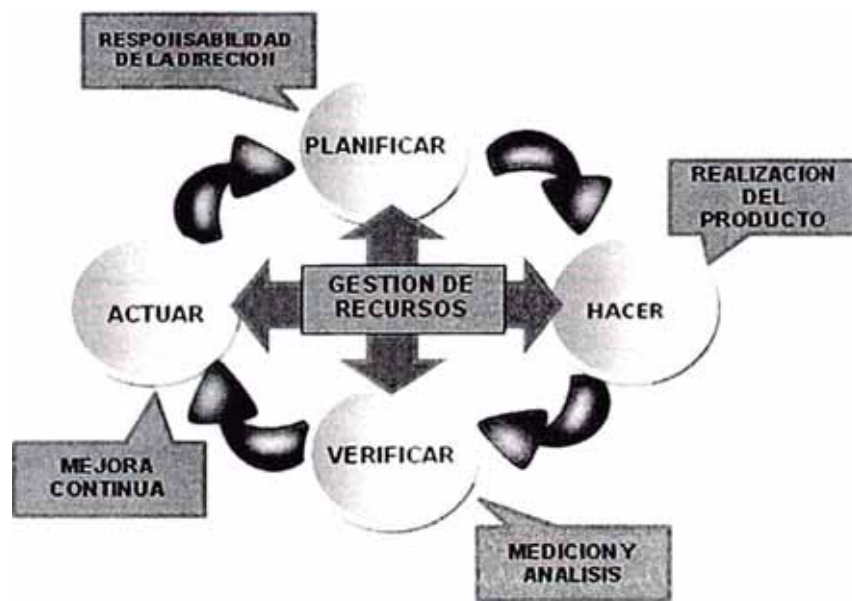 RESPONSABILIDAD
DE LA DIRECION
PLANIFICAR
REALIZACION
DEL
PRODUCTO
GESTION DE
RECURSOS
ACTUAR
HACER
VERIFICAR
MEJORA
CONTINUA
MEDICION Y
ANALISIS